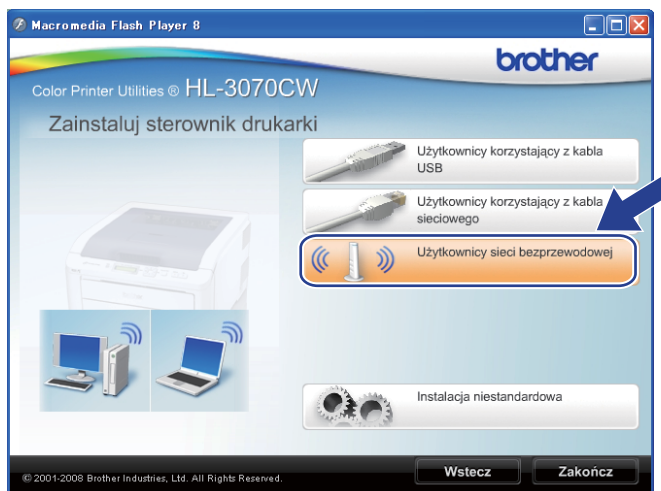 Macromedia Flash Player 8
brother
Color Printer Utilities ® HL-3070CW
Zainstaluj sterownik drukarki
Użytkownicy korzystający z kabla
USB
Użytkownicy korzystający z kabla
sieciowego
Użytkownicy sieci bezprzewodowej
Instalacja niestandardowa
© 2001-2008 Brother Industries, Ltd. All Rights Reserved.
Wstecz
Zakończ